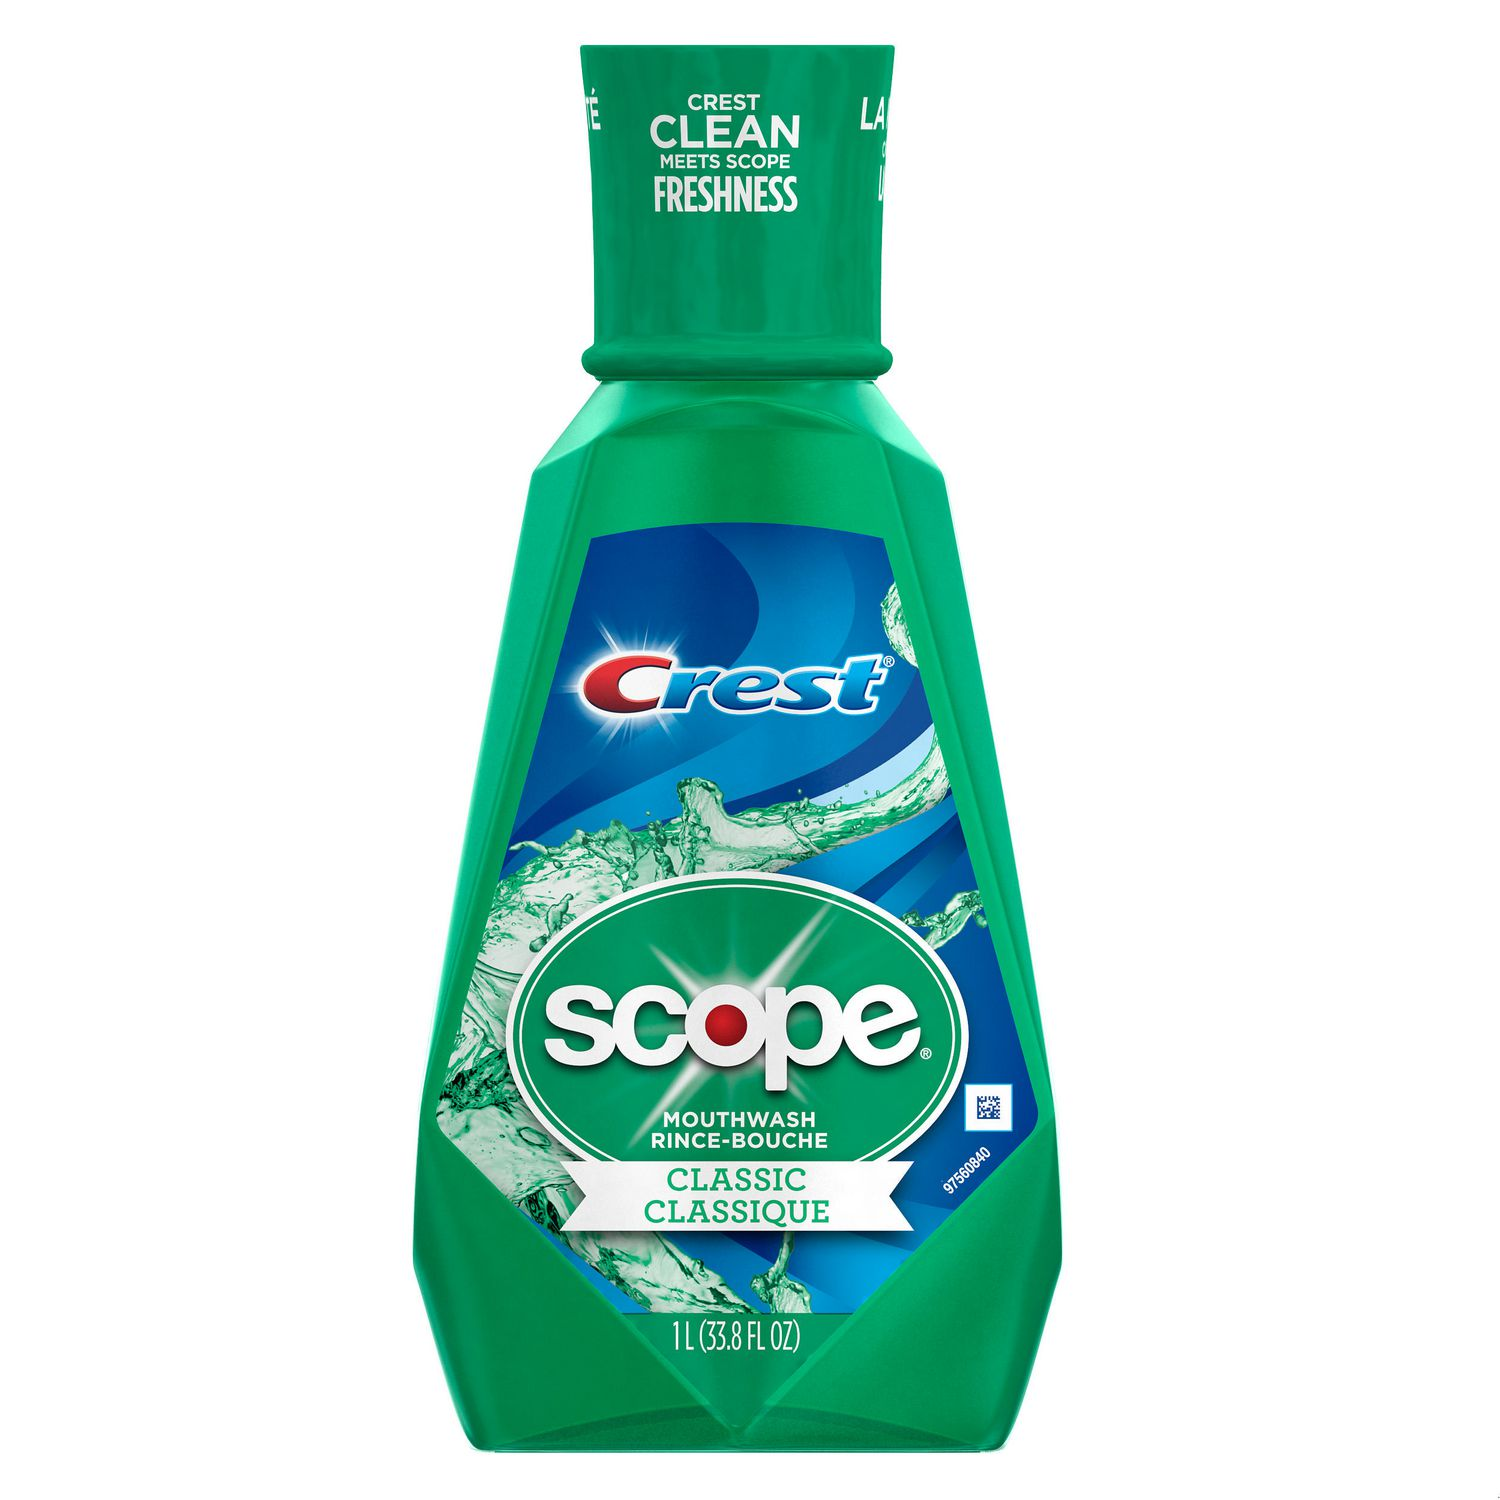 CREST
CLEAN
MEETS SCOPE
FRESHNESS
Crest®
scope®
MOUTHWASH
RINCE-BOUCHE
CLASSIC
CLASSIQUE
97560840
1 L (33.8 FL OZ)